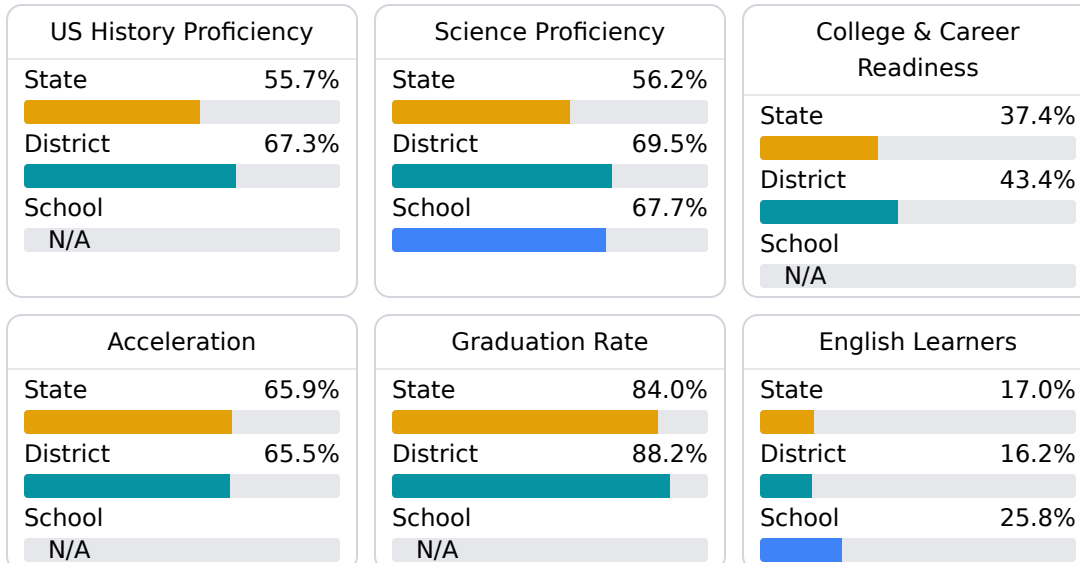 US History Proficiency
State 55.7%
District 67.3%
School
N/A
Science Proficiency
State 56.2%
District 69.5%
School 67.7%
College & Career
Readiness
State 37.4%
District 43.4%
School
N/A
Acceleration
State 65.9%
District 65.5%
School
N/A
Graduation Rate
State 84.0%
District 88.2%
School
N/A
English Learners
State 17.0%
District 16.2%
School 25.8%